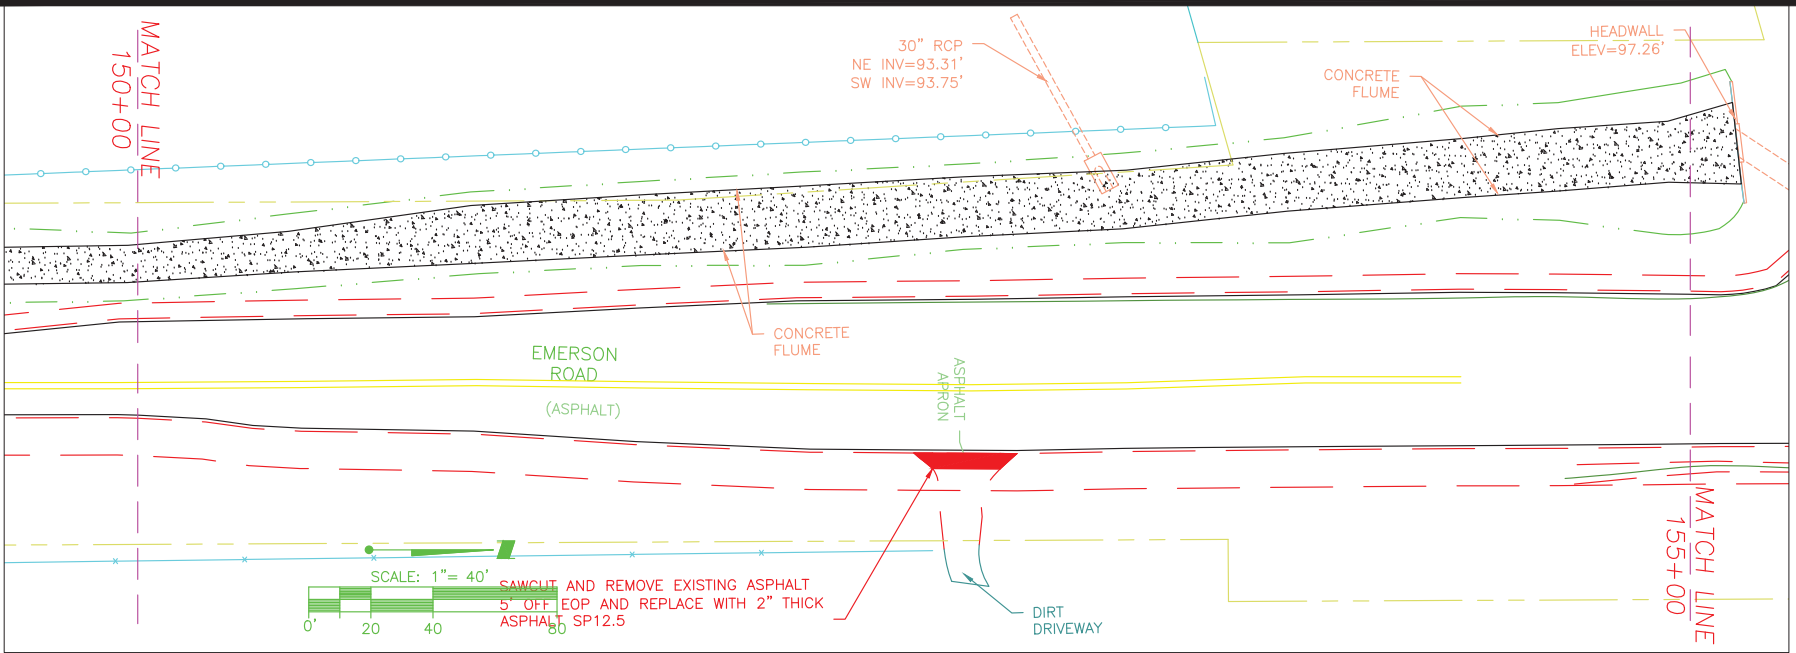 MATCH LINE
150+00
30" RCP
NE INV=93.31'
SW INV=93.75'
HEADWALL
ELEV=97.26'
CONCRETE
FLUME
CONCRETE
FLUME
EMERSON
ROAD
(ASPHALT)
ASPHALT
APRON
SCALE: 1"= 40'
0'
20
40
80
SAWCUT AND REMOVE EXISTING ASPHALT
5' OFF EOP AND REPLACE WITH 2" THICK
ASPHALT SP12.5
DIRT
DRIVEWAY
MATCH LINE
155+00